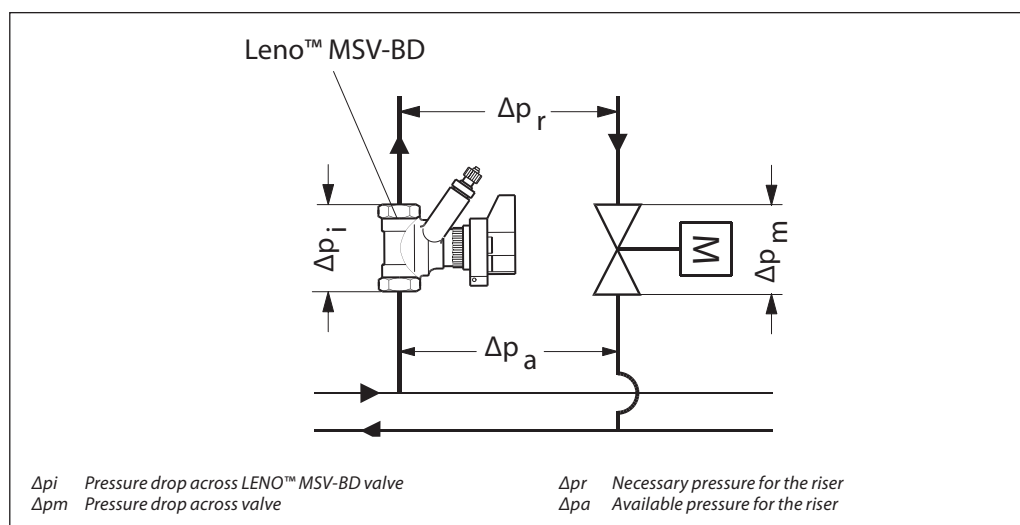 Leno™ MSV-BD
Δp r
Δp i
M
Δp m
Δp a
Δpi Pressure drop across LENO™ MSV-BD valve
Δpm Pressure drop across valve
Δpr Necessary pressure for the riser
Δpa Available pressure for the riser